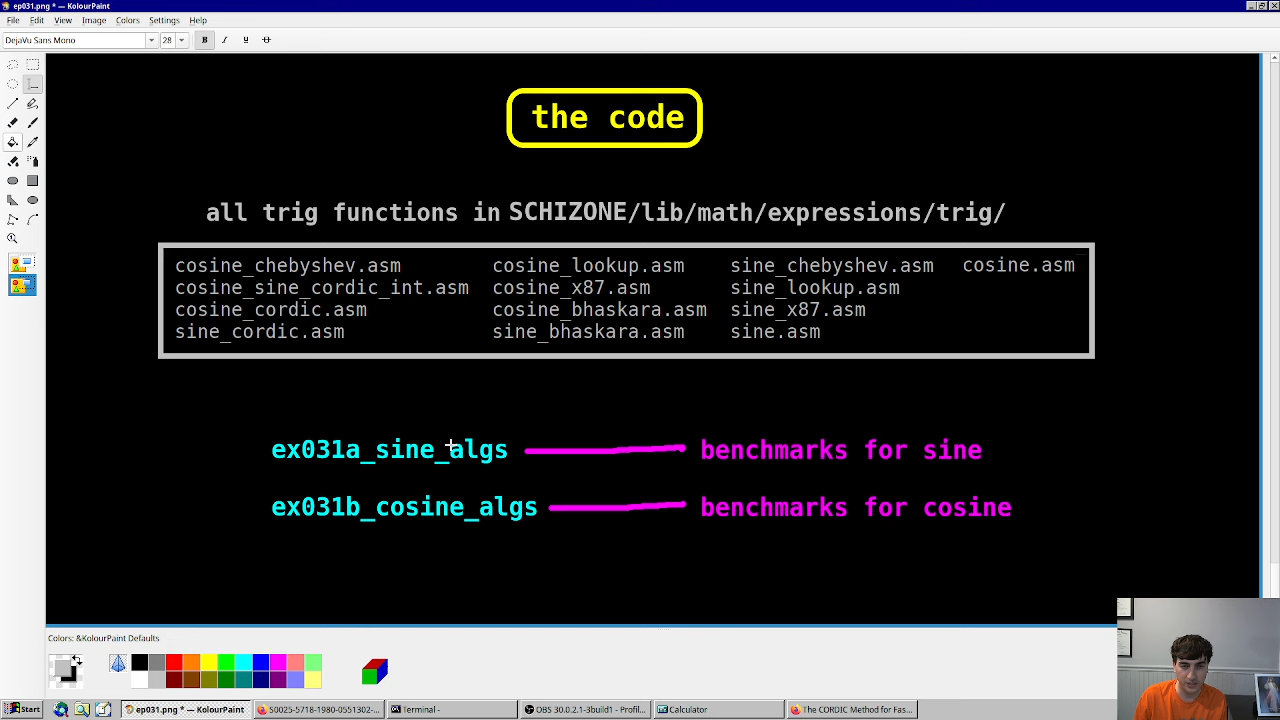 ep031.png * — KolourPaint
File Edit View Image Colors Settings Help
DejaVu Sans Mono 28 B I U
the code
all trig functions in SCHIZONE/lib/math/expressions/trig/
cosine_chebyshev.asm cosine_lookup.asm sine_chebyshev.asm cosine.asm
cosine_sine_cordic_int.asm cosine_x87.asm sine_lookup.asm
cosine_cordic.asm cosine_bhaskara.asm sine_x87.asm
sine_cordic.asm sine_bhaskara.asm sine.asm
ex031a_sine_algs benchmarks for sine
ex031b_cosine_algs benchmarks for cosine
Colors: &KolourPaint Defaults
Start ep031.png * — KolourPaint S0025-5718-1980-0551302-... Terminal - OBS 30.0.2.1-3build1 - Profil... Calculator The CORDIC Method for Fas...